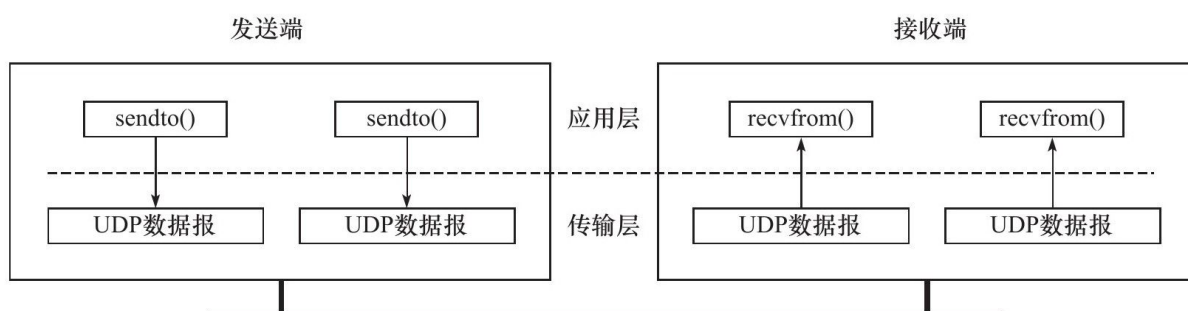 发送端 接收端
sendto() sendto() 应用层 recvfrom() recvfrom()
UDP数据报 UDP数据报 传输层 UDP数据报 UDP数据报